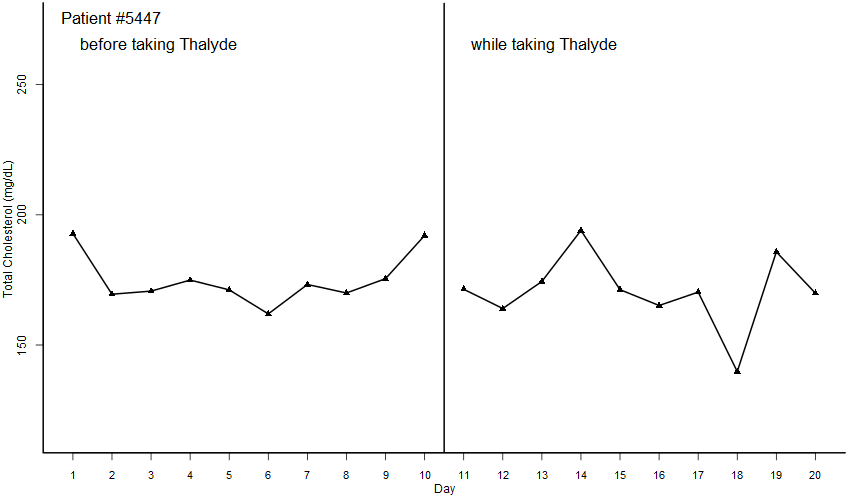 Patient #5447
before taking Thalyde
while taking Thalyde
Total Cholesterol (mg/dL)
250
200
150
1 2 3 4 5 6 7 8 9 10 11 12 13 14 15 16 17 18 19 20
Day